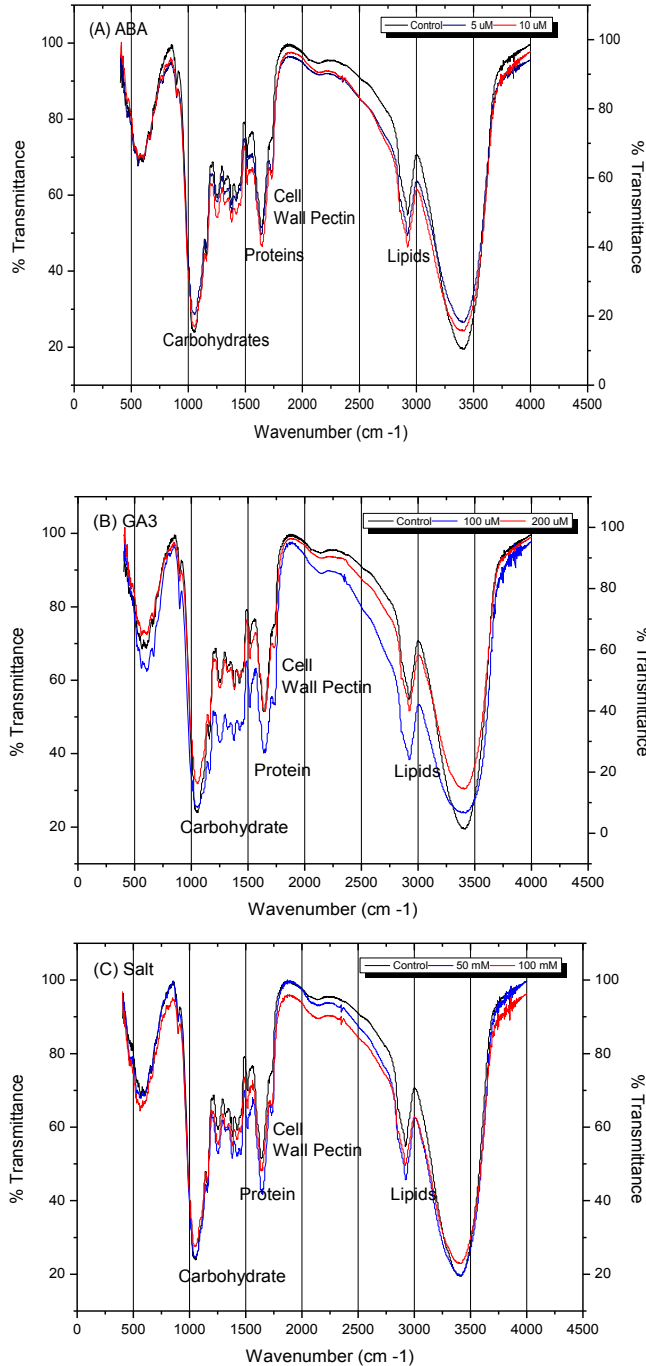 (A) ABA
Control 5 uM 10 uM
100
80
60
40
20
100
80
60
40
20
0
% Transmittance
% Transmittance
Cell
Wall Pectin
Proteins
Lipids
Carbohydrates
0 500 1000 1500 2000 2500 3000 3500 4000 4500
Wavenumber (cm -1)
(B) GA3
Control 100 uM 200 uM
100
80
60
40
20
100
80
60
40
20
0
% Transmittance
% Transmittance
Cell
Wall Pectin
Protein
Lipids
Carbohydrate
0 500 1000 1500 2000 2500 3000 3500 4000 4500
Wavenumber (cm -1)
(C) Salt
Control 50 mM 100 mM
100
80
60
40
20
% Transmittance
% Transmittance
Cell
Wall Pectin
Protein
Lipids
Carbohydrate
0 500 1000 1500 2000 2500 3000 3500 4000 4500
Wavenumber (cm -1)